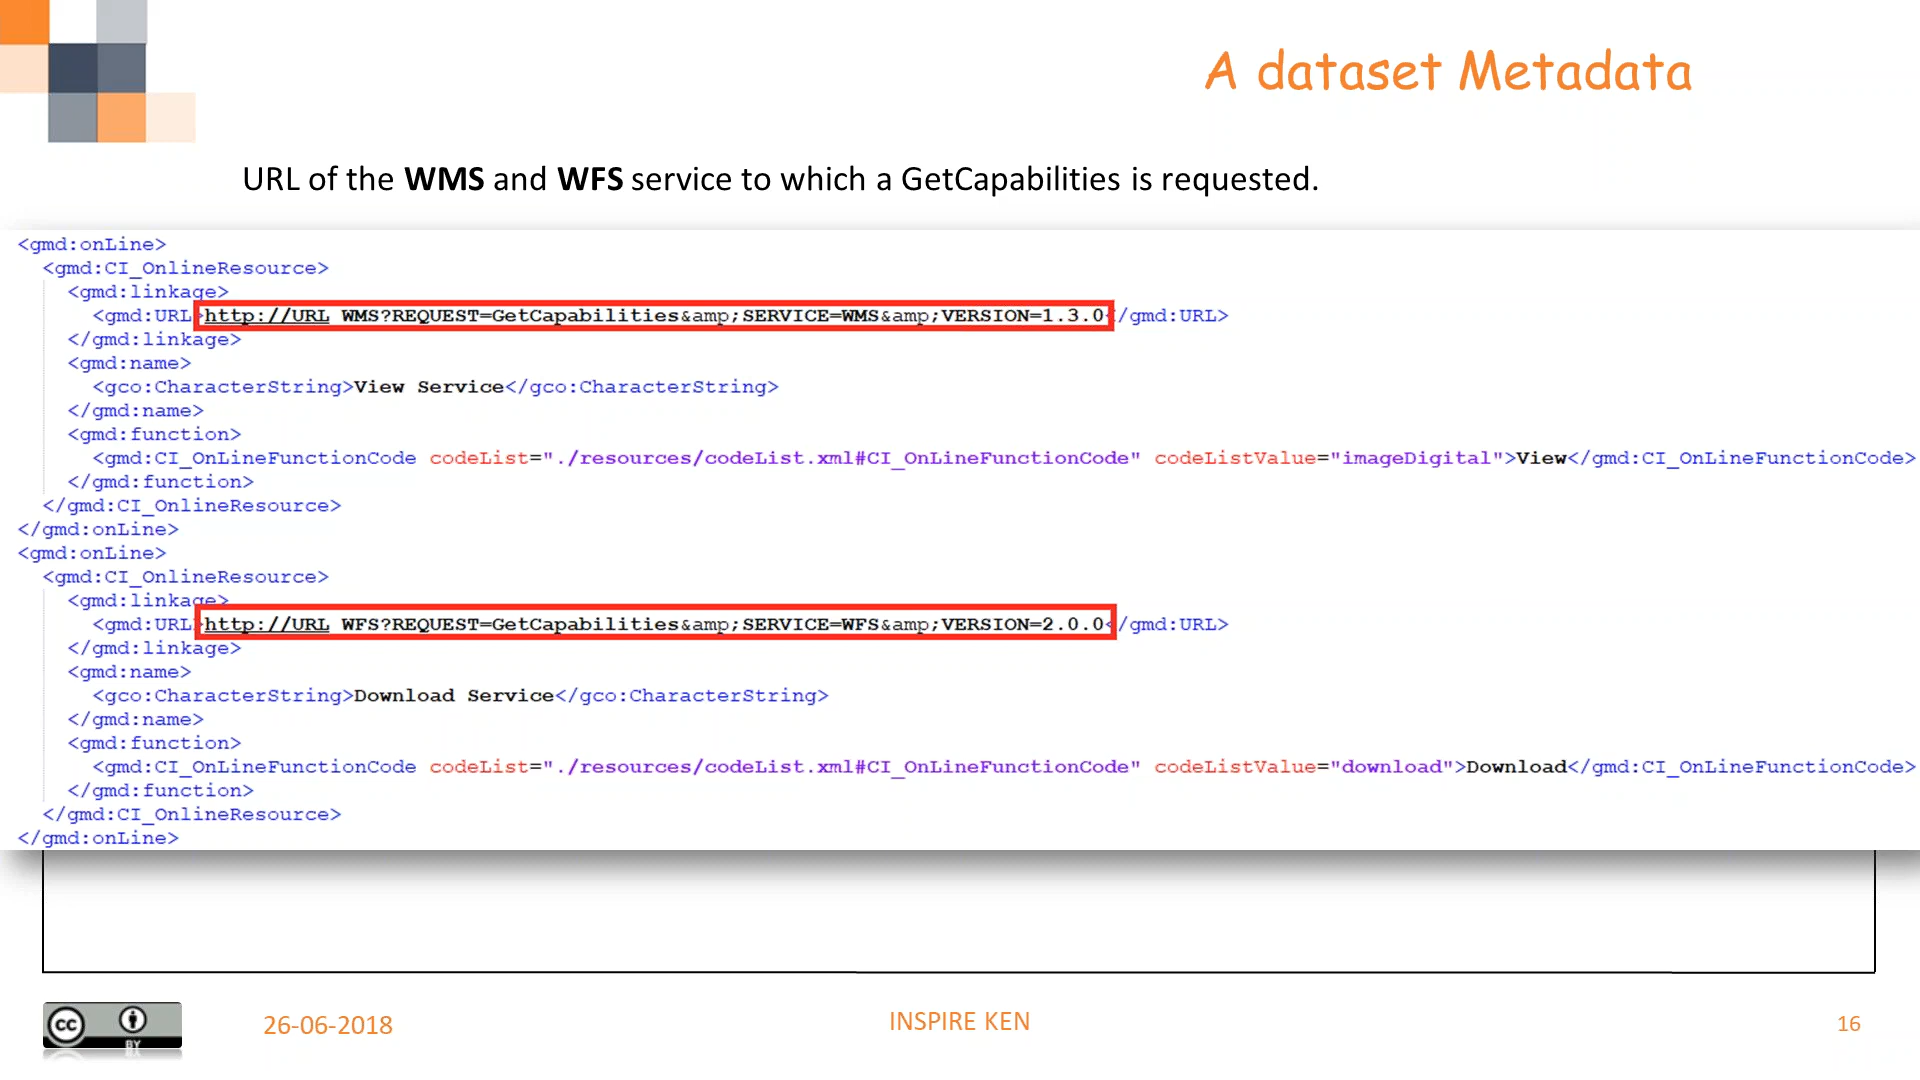 A dataset Metadata
URL of the WMS and WFS service to which a GetCapabilities is requested.
<gmd:onLine>
<gmd:CI_OnlineResource>
<gmd:linkage>
<gmd:URL>http://URL WMS?REQUEST=GetCapabilities&amp;SERVICE=WMS&amp;VERSION=1.3.0</gmd:URL>
</gmd:linkage>
<gmd:name>
<gco:CharacterString>View Service</gco:CharacterString>
</gmd:name>
<gmd:function>
<gmd:CI_OnLineFunctionCode codeList="./resources/codeList.xml#CI_OnLineFunctionCode" codeListValue="imageDigital">View</gmd:CI_OnLineFunctionCode>
</gmd:function>
</gmd:CI_OnlineResource>
</gmd:onLine>
<gmd:onLine>
<gmd:CI_OnlineResource>
<gmd:linkage>
<gmd:URL>http://URL WFS?REQUEST=GetCapabilities&amp;SERVICE=WFS&amp;VERSION=2.0.0</gmd:URL>
</gmd:linkage>
<gmd:name>
<gco:CharacterString>Download Service</gco:CharacterString>
</gmd:name>
<gmd:function>
<gmd:CI_OnLineFunctionCode codeList="./resources/codeList.xml#CI_OnLineFunctionCode" codeListValue="download">Download</gmd:CI_OnLineFunctionCode>
</gmd:function>
</gmd:CI_OnlineResource>
</gmd:onLine>
cc
BY
26-06-2018
INSPIRE KEN
16